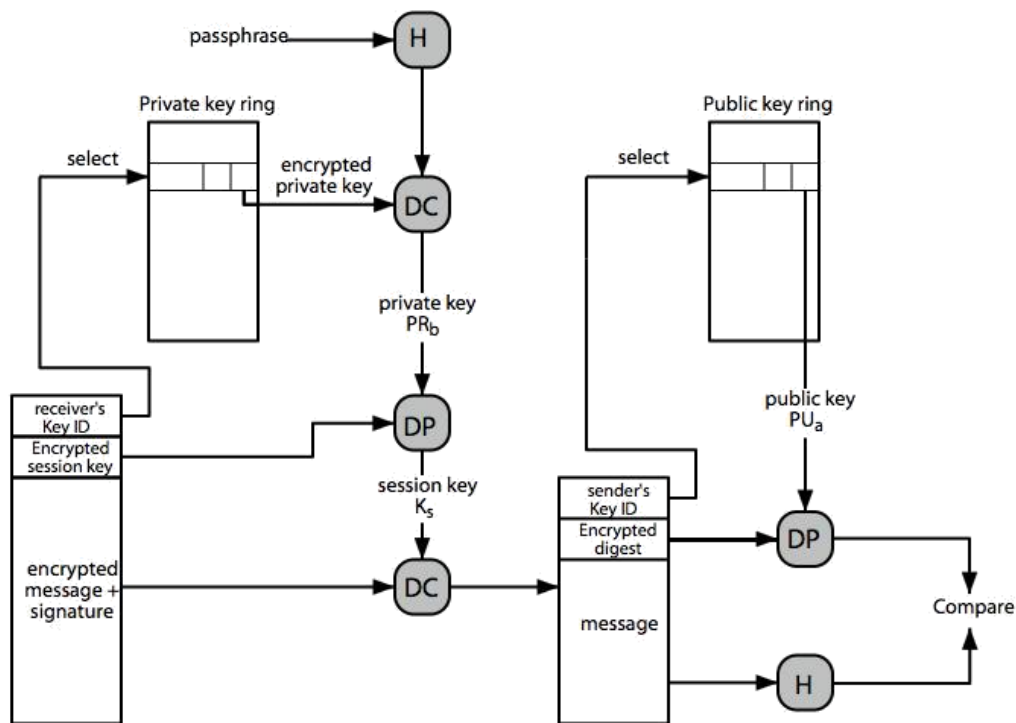 passphrase
H
Private key ring
Public key ring
select
encrypted
private key
select
DC
private key
PRb
receiver's
Key ID
Encrypted
session key
DP
public key
PUa
session key
Ks
sender's
Key ID
Encrypted
digest
DP
encrypted
message +
signature
DC
message
Compare
H